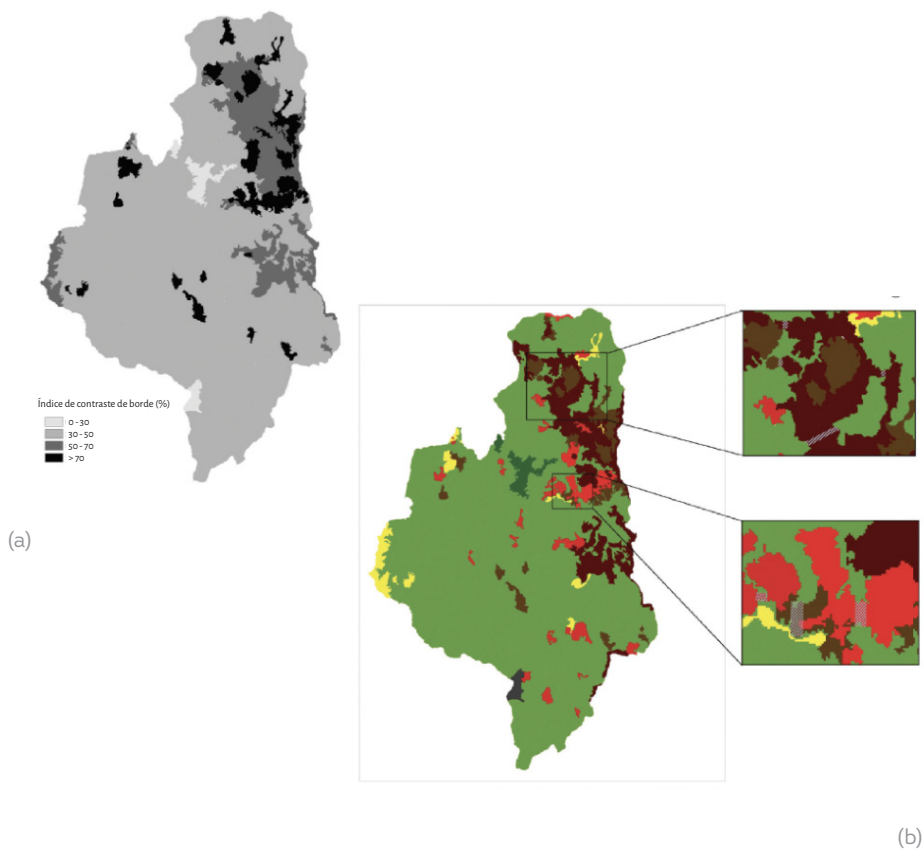 Índice de contraste de borde (%)
0 - 30
30 - 50
50 - 70
> 70
(a)
(b)